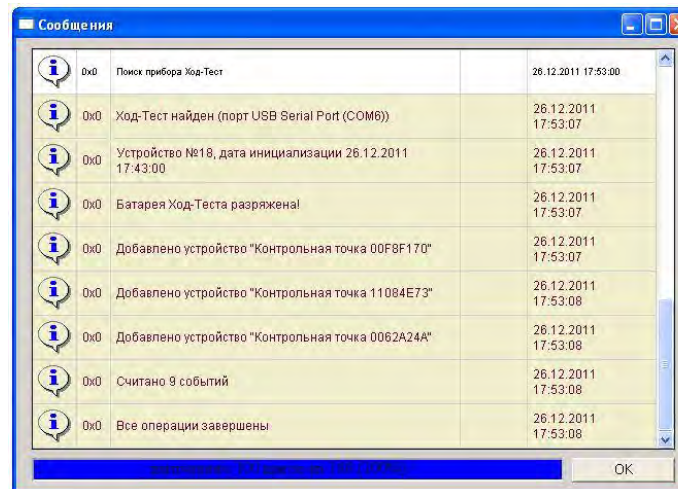 Сообщения
0x0 Поиск прибора Ход-Тест 26.12.2011 17:53:00
0x0 Ход-Тест найден (порт USB Serial Port (COM6)) 26.12.2011
17:53:07
0x0 Устройство №18, дата инициализации 26.12.2011 26.12.2011
17:43:00 17:53:07
0x0 Батарея Ход-Теста разряжена! 26.12.2011
17:53:07
0x0 Добавлено устройство "Контрольная точка 00F8F170" 26.12.2011
17:53:07
0x0 Добавлено устройство "Контрольная точка 11084E73" 26.12.2011
17:53:08
0x0 Добавлено устройство "Контрольная точка 0062A24A" 26.12.2011
17:53:08
0x0 Считано 9 событий 26.12.2011
17:53:08
0x0 Все операции завершены 26.12.2011
17:53:08
OK